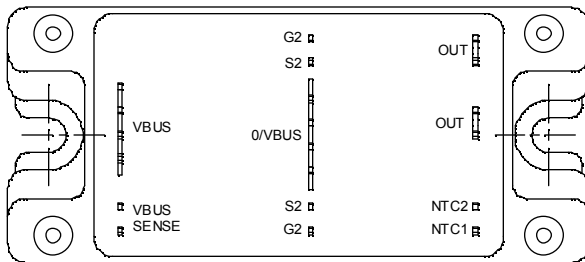 G2
S2
OUT
VBUS
0/VBUS
OUT
VBUS
SENSE
S2
G2
NTC2
NTC1